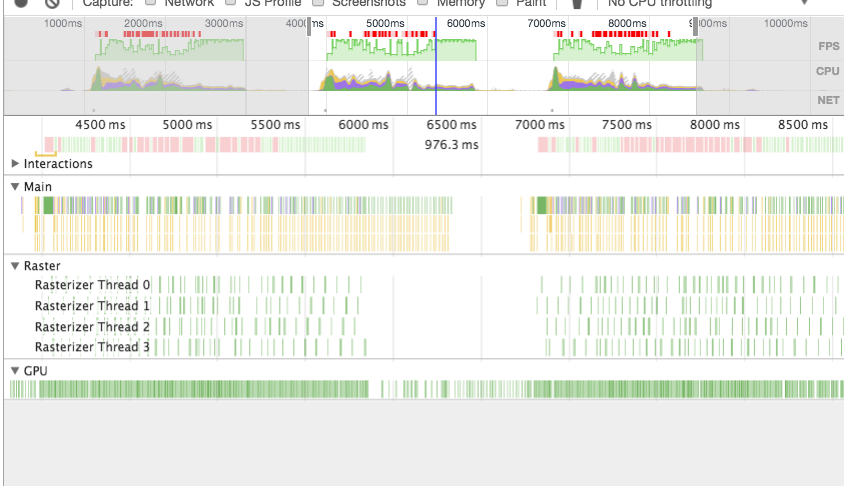 Capture: Network JS Profile Screenshots Memory Paint No CPU throttling
1000ms 2000ms 3000ms 5000ms 6000ms 7000ms 8000ms 10000ms
FPS
CPU
NET
4500 ms 5000 ms 5500 ms 6000 ms 6500 ms 7000 ms 7500 ms 8000 ms 8500 ms
976.3 ms
Interactions
Main
Raster
Rasterizer Thread 0
Rasterizer Thread 1
Rasterizer Thread 2
Rasterizer Thread 3
GPU